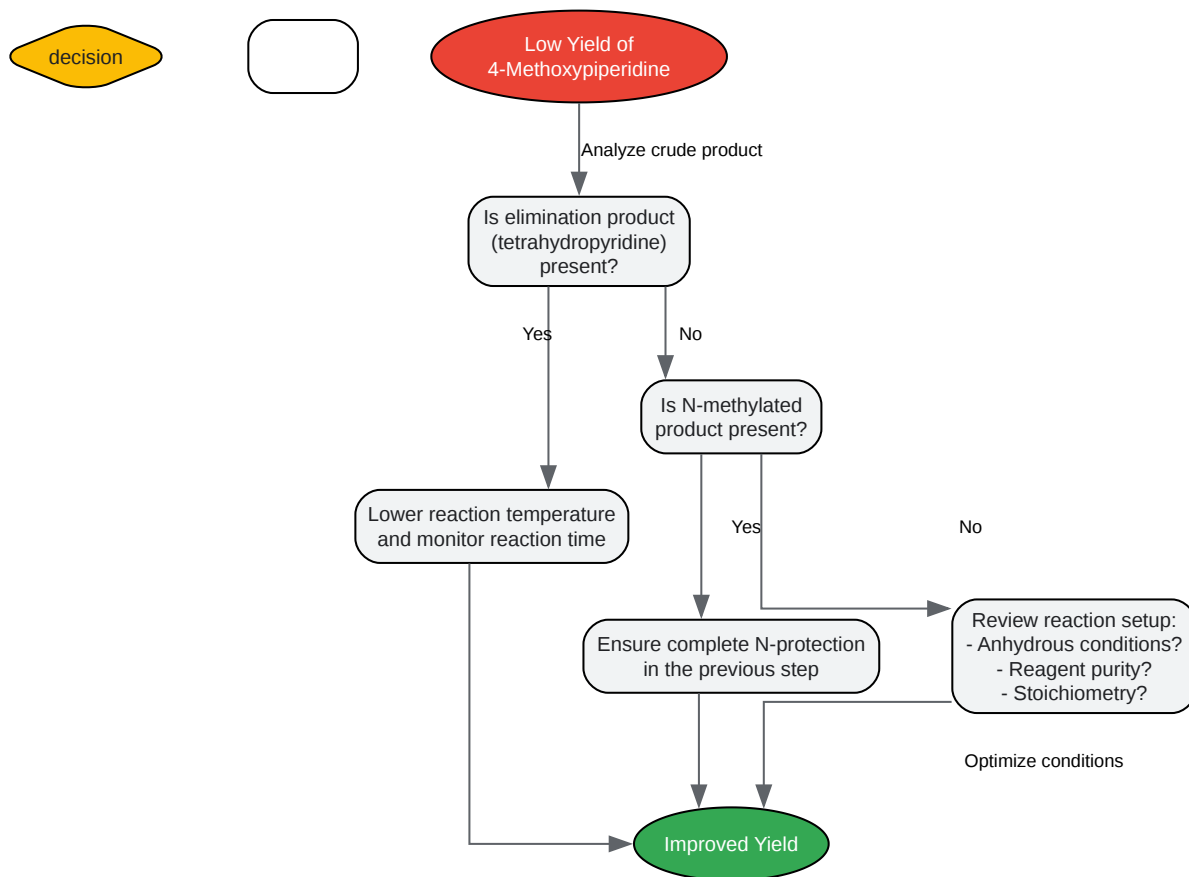 decision
Low Yield of
4-Methoxypiperidine
Analyze crude product
Is elimination product
(tetrahydropyridine)
present?
Yes
No
Is N-methylated
product present?
Lower reaction temperature
and monitor reaction time
Yes
No
Ensure complete N-protection
in the previous step
Review reaction setup:
- Anhydrous conditions?
- Reagent purity?
- Stoichiometry?
Optimize conditions
Improved Yield